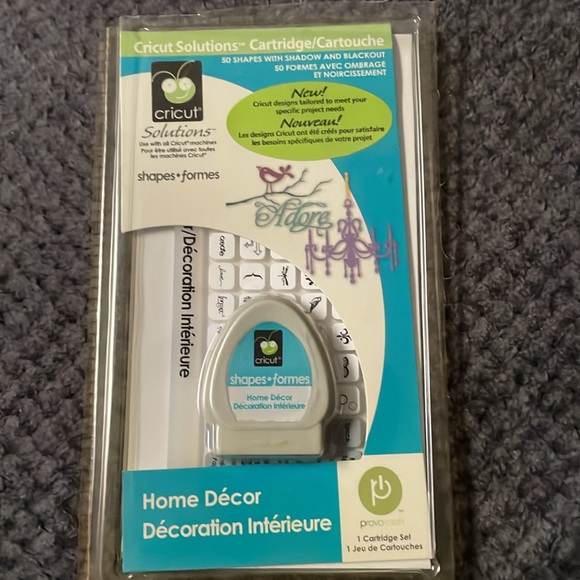 Cricut Solutions™ Cartridge/Cartouche
50 SHAPES WITH SHADOW AND BLACKOUT
50 FORMES AVEC OMBRAGE
ET NOIRCISSEMENT
cricut®
Solutions™
Use with all Cricut® machines
Pour être utilisé avec toutes
les machines Cricut®
shapes•formes
New!
Cricut designs tailored to meet your
specific project needs
Nouveau!
Les designs Cricut ont été créés pour satisfaire
les besoins spécifiques de votre projet
Adore
r/Décoration Intérieure
cricut®
shapes•formes
Home Décor
Décoration Intérieure
Home Décor
Décoration Intérieure
provocraft™
1 Cartridge Set
1 Jeu de Cartouches